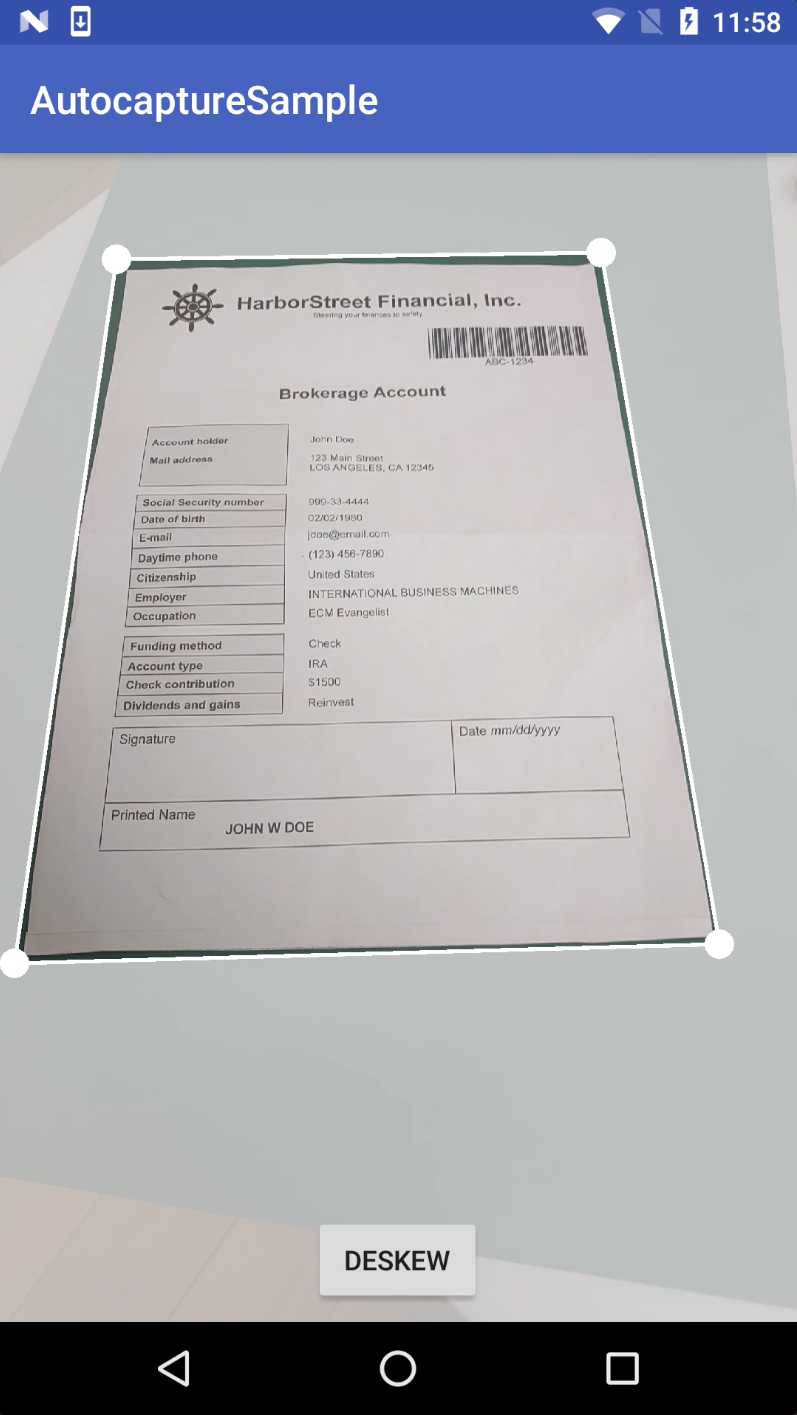 11:58
AutocaptureSample
HarborStreet Financial, Inc.
Steering your finances to safety
ABC-1234
Brokerage Account
Account holder John Doe
Mail address 123 Main Street
LOS ANGELES, CA 12345
Social Security number 999-33-4444
Date of birth 02/02/1980
E-mail jdoe@email.com
Daytime phone (123) 456-7890
Citizenship United States
Employer INTERNATIONAL BUSINESS MACHINES
Occupation ECM Evangelist
Funding method Check
Account type IRA
Check contribution $1500
Dividends and gains Reinvest
Signature Date mm/dd/yyyy
Printed Name
JOHN W DOE
DESKEW